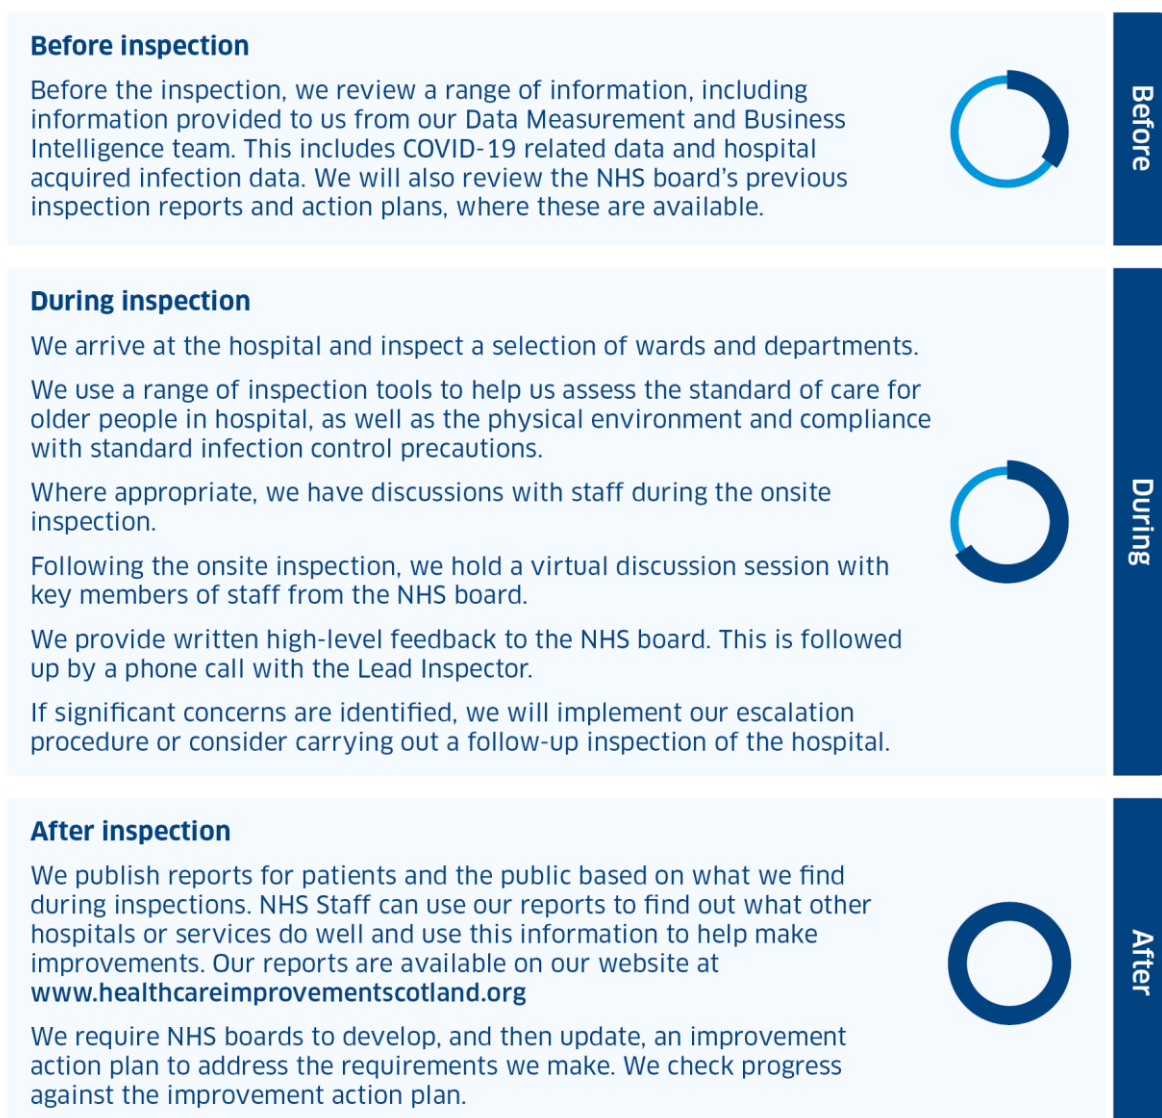 Before inspection
Before the inspection, we review a range of information, including
information provided to us from our Data Measurement and Business
Intelligence team. This includes COVID-19 related data and hospital
acquired infection data. We will also review the NHS board’s previous
inspection reports and action plans, where these are available.
Before
During inspection
We arrive at the hospital and inspect a selection of wards and departments.
We use a range of inspection tools to help us assess the standard of care for
older people in hospital, as well as the physical environment and compliance
with standard infection control precautions.
Where appropriate, we have discussions with staff during the onsite
inspection.
Following the onsite inspection, we hold a virtual discussion session with
key members of staff from the NHS board.
We provide written high-level feedback to the NHS board. This is followed
up by a phone call with the Lead Inspector.
If significant concerns are identified, we will implement our escalation
procedure or consider carrying out a follow-up inspection of the hospital.
During
After inspection
We publish reports for patients and the public based on what we find
during inspections. NHS Staff can use our reports to find out what other
hospitals or services do well and use this information to help make
improvements. Our reports are available on our website at
www.healthcareimprovementscotland.org
We require NHS boards to develop, and then update, an improvement
action plan to address the requirements we make. We check progress
against the improvement action plan.
After